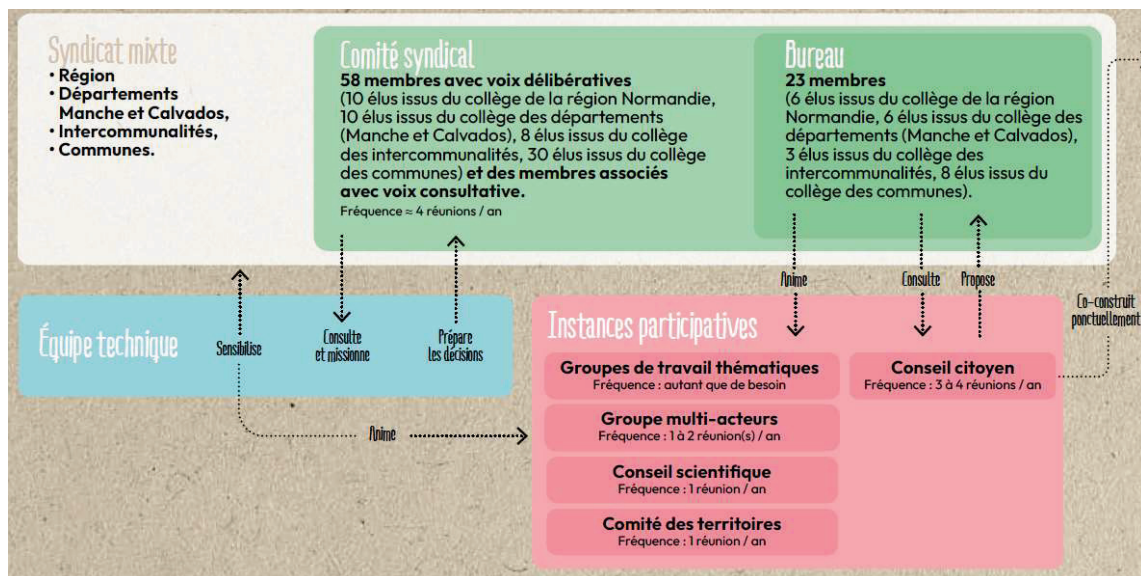 Syndicat mixte
• Région
• Départements
Manche et Calvados,
• Intercommunalités,
• Communes.
Comité syndical
58 membres avec voix délibératives
(10 élus issus du collège de la région Normandie,
10 élus issus du collège des départements
(Manche et Calvados), 8 élus issus du collège
des intercommunalités, 30 élus issus du collège
des communes) et des membres associés
avec voix consultative.
Fréquence ≈ 4 réunions / an
Bureau
23 membres
(6 élus issus du collège de la région
Normandie, 6 élus issus du collège des
départements (Manche et Calvados),
3 élus issus du collège des
intercommunalités, 8 élus issus du
collège des communes).
Anime
Consulte
Propose
Co-construit
ponctuellement
Équipe technique
Sensibilise
Consulte
et missionne
Prépare
les décisions
Anime
Instances participatives
Groupes de travail thématiques
Fréquence : autant que de besoin
Conseil citoyen
Fréquence : 3 à 4 réunions / an
Groupe multi-acteurs
Fréquence : 1 à 2 réunion(s) / an
Conseil scientifique
Fréquence : 1 réunion / an
Comité des territoires
Fréquence : 1 réunion / an